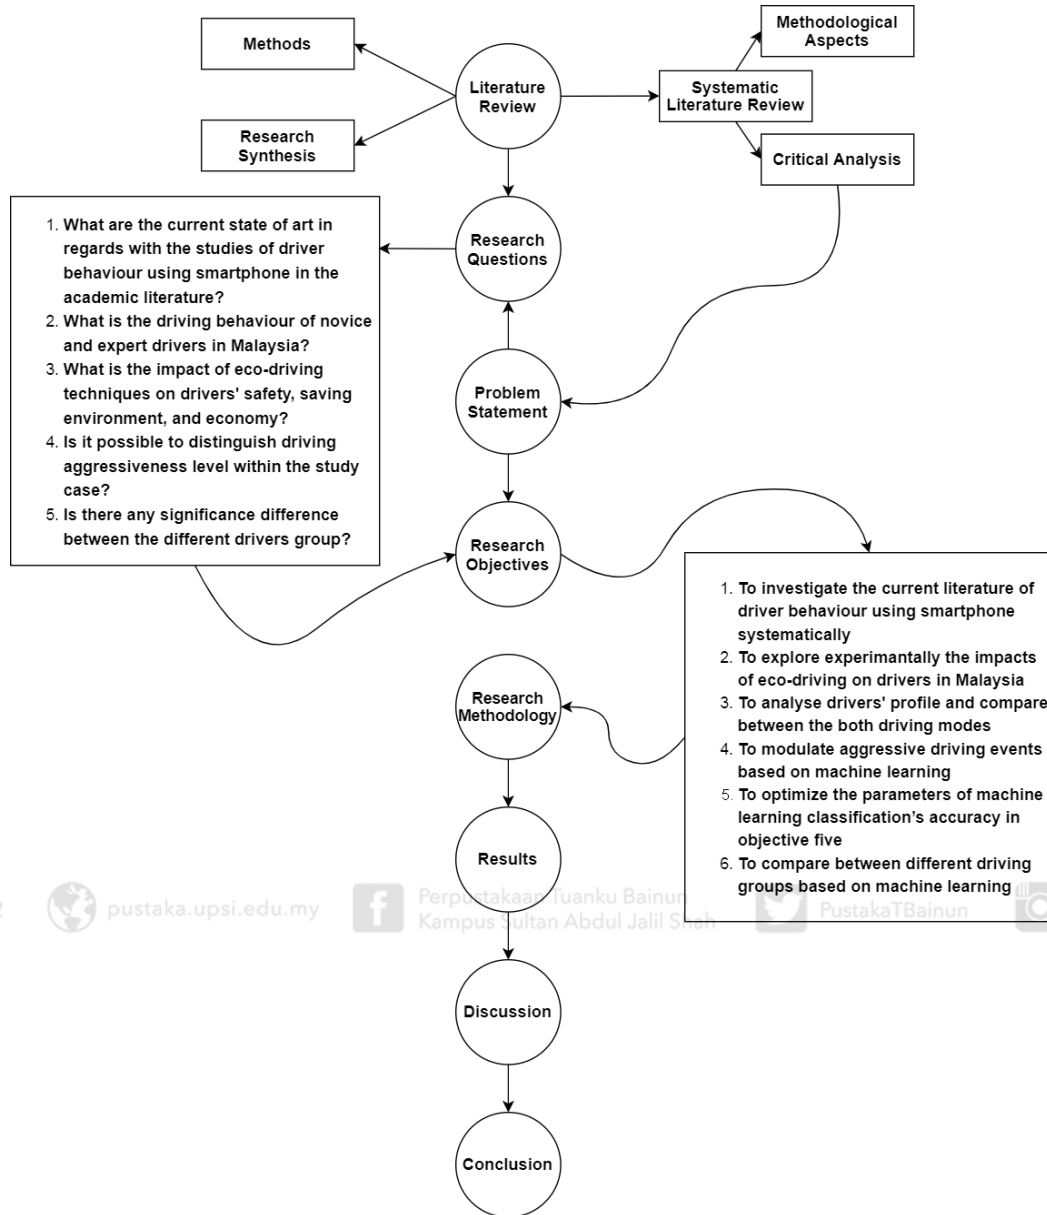 Methods
Literature
Review
Methodological
Aspects
Systematic
Literature Review
Research
Synthesis
Critical Analysis
1. What are the current state of art in
regards with the studies of driver
behaviour using smartphone in the
academic literature?
2. What is the driving behaviour of novice
and expert drivers in Malaysia?
3. What is the impact of eco-driving
techniques on drivers' safety, saving
environment, and economy?
4. Is it possible to distinguish driving
aggressiveness level within the study
case?
5. Is there any significance difference
between the different drivers group?
Research
Questions
Problem
Statement
Research
Objectives
1. To investigate the current literature of
driver behaviour using smartphone
systematically
2. To explore experimantally the impacts
of eco-driving on drivers in Malaysia
3. To analyse drivers' profile and compare
between the both driving modes
4. To modulate aggressive driving events
based on machine learning
5. To optimize the parameters of machine
learning classification's accuracy in
objective five
6. To compare between different driving
groups based on machine learning
Research
Methodology
Results
pustaka.upsi.edu.my
f
Perpustakaan Tuanku Bainun
Kampus Sultan Abdul Jalil Shah
PustakaTBainun
Discussion
Conclusion